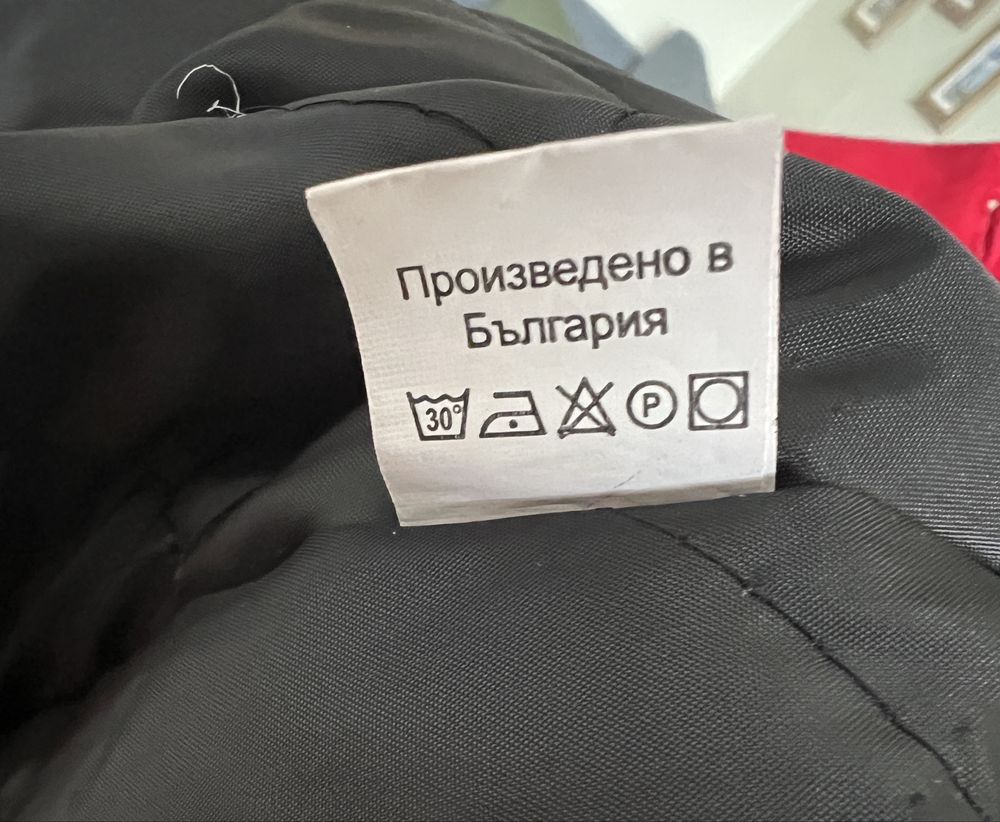 Произведено в
България
30°
P